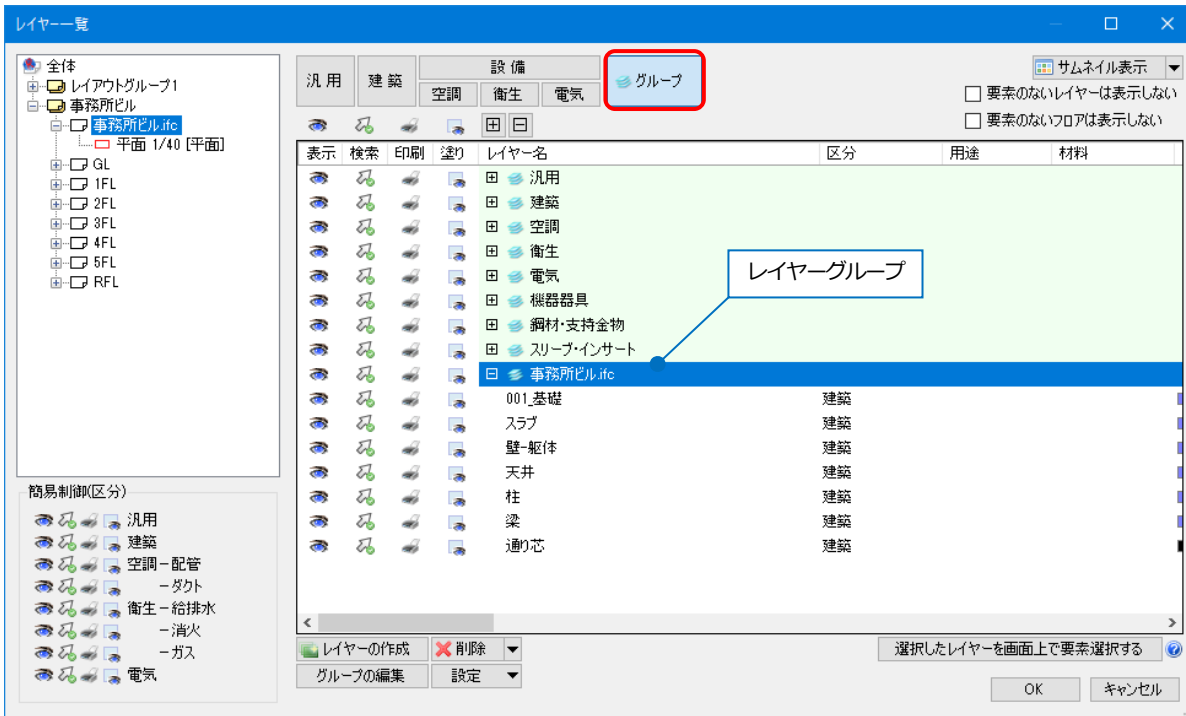 レイヤー一覧
全体
レイアウトグループ1
事務所ビル
事務所ビル.ifc
平面 1/40 [平面]
GL
1FL
2FL
3FL
4FL
5FL
RFL
簡易制御(区分)
汎用
建築
空調－配管
－ダクト
衛生－給排水
－消火
－ガス
電気
汎用 建築 設備 グループ
空調 衛生 電気
サムネイル表示
要素のないレイヤーは表示しない
要素のないフロアは表示しない
表示 検索 印刷 塗り レイヤー名 区分 用途 材料
汎用
建築
空調
衛生
電気
機器器具
鋼材・支持金物
スリーブ・インサート
事務所ビル.ifc
001_基礎 建築
スラブ 建築
壁-躯体 建築
天井 建築
柱 建築
梁 建築
通り芯 建築
レイヤーグループ
レイヤーの作成 削除 選択したレイヤーを画面上で要素選択する
グループの編集 設定
OK キャンセル